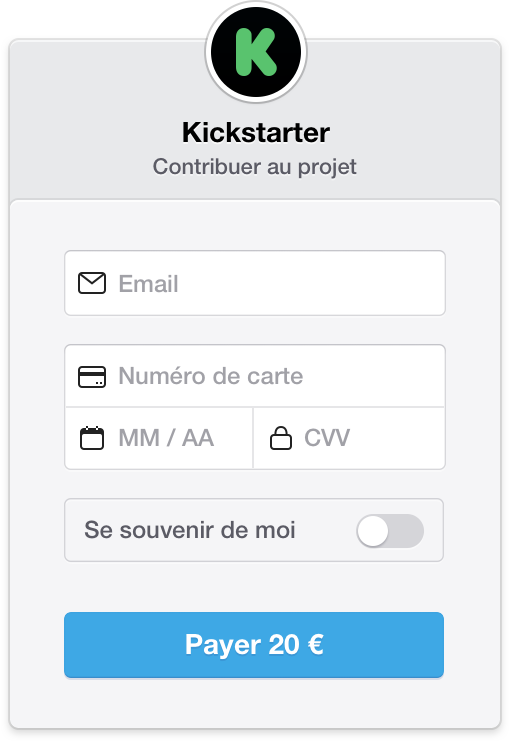 K
Kickstarter
Contribuer au projet
Email
Numéro de carte
MM / AA
CVV
Se souvenir de moi
Payer 20 €